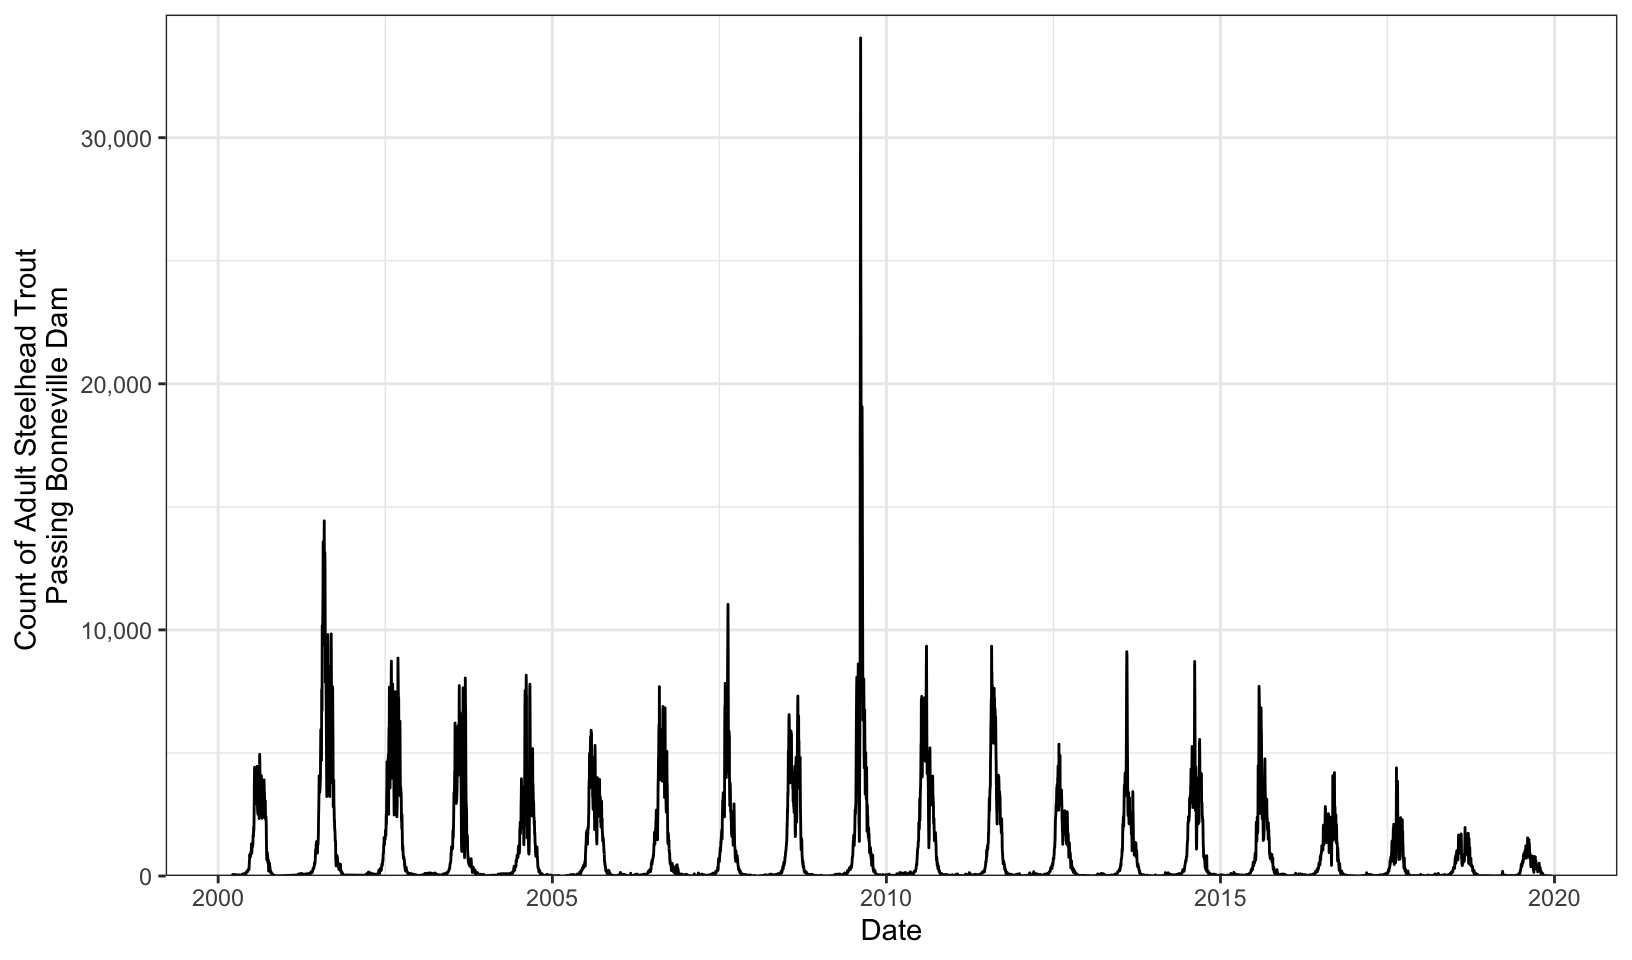 Count of Adult Steelhead Trout
Passing Bonneville Dam
30,000
20,000
10,000
0
2000 2005 2010 2015 2020
Date